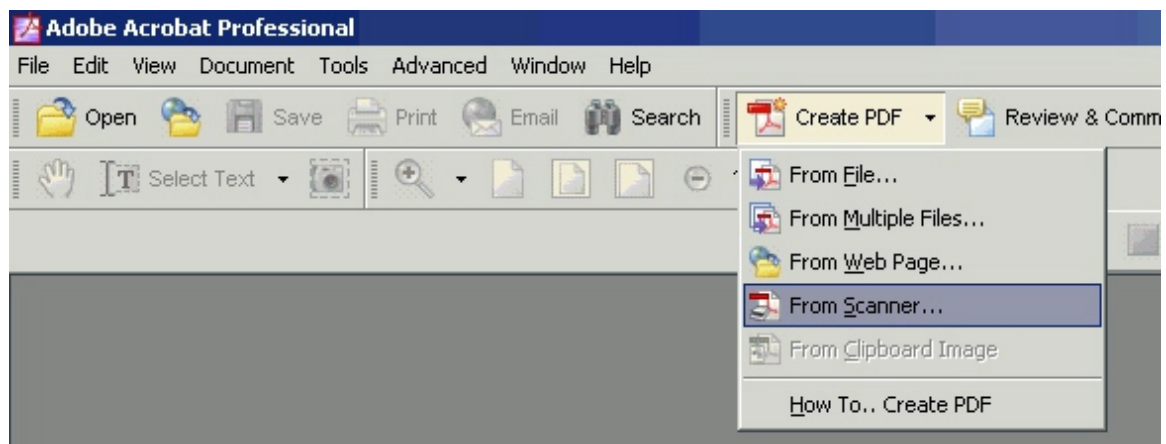 Adobe Acrobat Professional
File Edit View Document Tools Advanced Window Help
Open Save Print Email Search Create PDF Review & Comm
Select Text
From File...
From Multiple Files...
From Web Page...
From Scanner...
From Clipboard Image
How To.. Create PDF